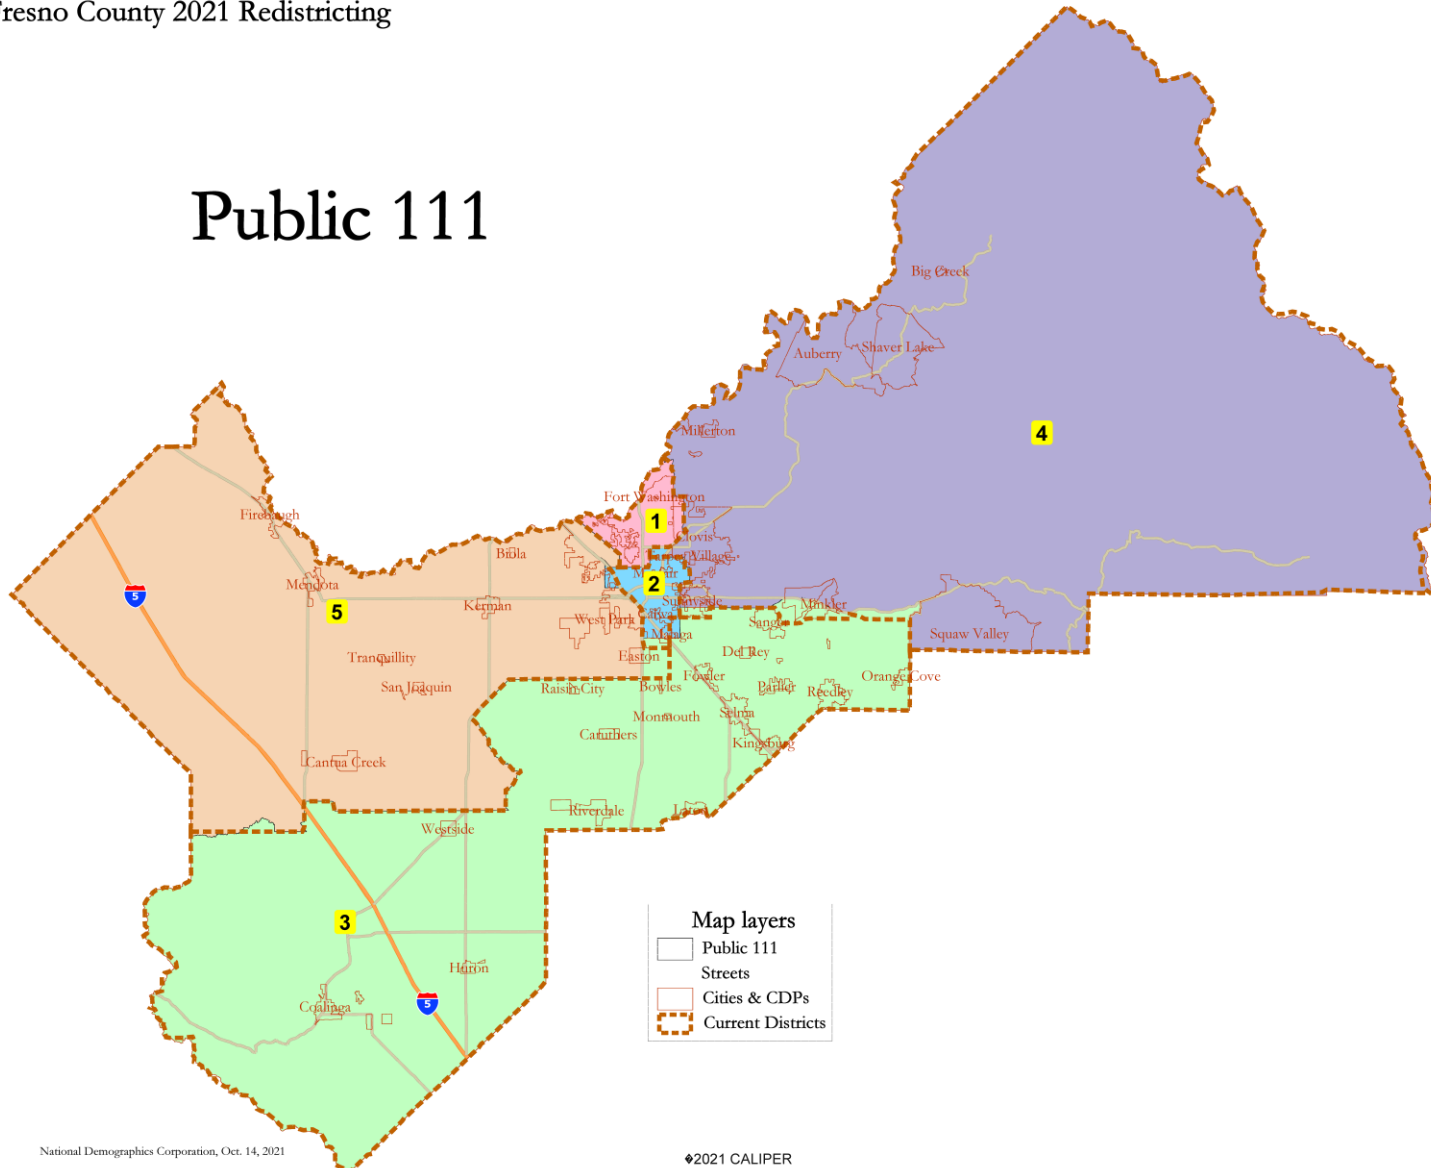 resno County 2021 Redistricting
Public 111
Big Creek
Shaver Lake
Auberry
4
Millerton
Fort Washington
Firebaugh
1
Clovis
Biola
Tarpey Village
Mendota
2
5
5
Kerman
Sunnyside
Minkler
West Park
Calwa
Sanger
Malaga
Squaw Valley
Tranquillity
Easton
Del Rey
Fowler
Orange Cove
San Joaquin
Raisin City
Bowles
Parlier
Reedley
Monmouth
Selma
Caruthers
Kingsburg
Cantua Creek
Riverdale
Laton
Westside
3
Map layers
Public 111
Streets
Cities & CDPs
Current Districts
Huron
Coalinga
5
National Demographics Corporation, Oct. 14, 2021
�2021 CALIPER